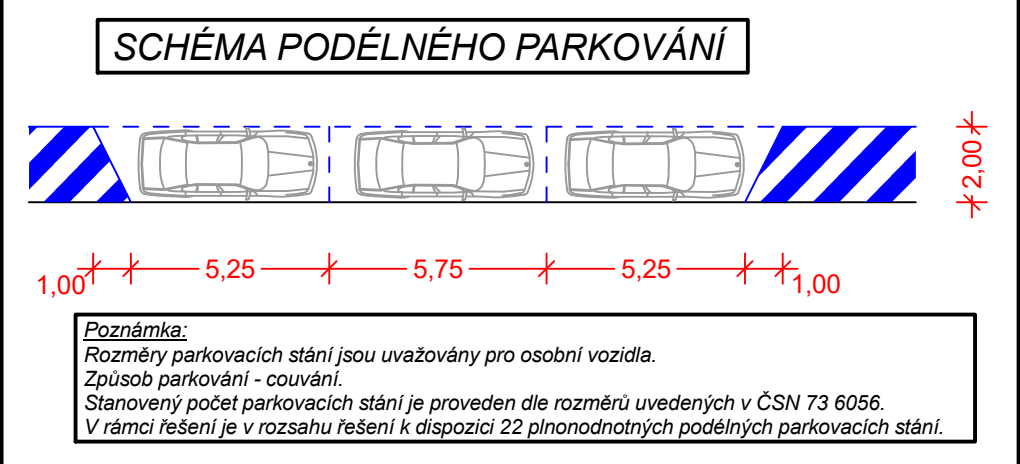 SCHÉMA PODÉLNÉHO PARKOVÁNÍ
2,00
1,00 5,25 5,75 5,25 1,00
Poznámka:
Rozměry parkovacích stání jsou uvažovány pro osobní vozidla.
Způsob parkování - couvání.
Stanovený počet parkovacích stání je proveden dle rozměrů uvedených v ČSN 73 6056.
V rámci řešení je v rozsahu řešení k dispozici 22 plnonodnotných podélných parkovacích stání.